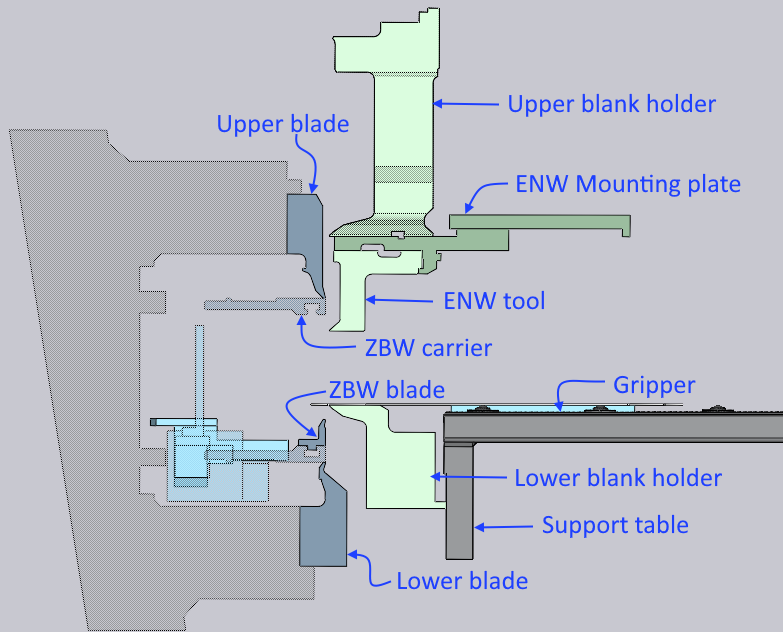 Upper blank holder
Upper blade
ENW Mounting plate
ENW tool
ZBW carrier
ZBW blade
Gripper
Lower blank holder
Support table
Lower blade